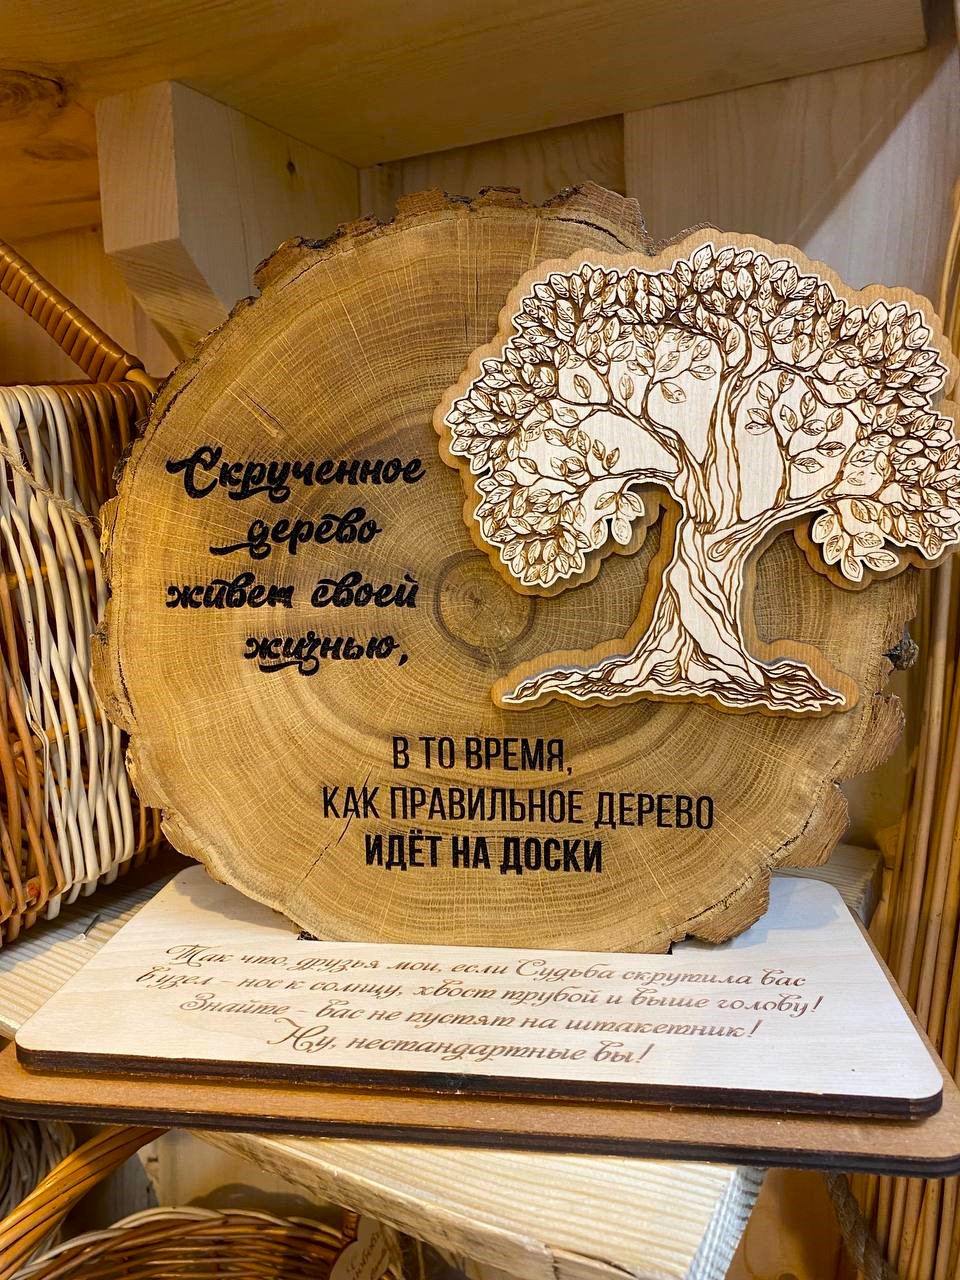 Скрученное
дерево
живет своей
жизнью,
В ТО ВРЕМЯ,
КАК ПРАВИЛЬНОЕ ДЕРЕВО
ИДЁТ НА ДОСКИ
Так что, друзья мои, если Судьба скрутила вас
в узел - нос к солнцу, хвост трубой и выше голову!
Знайте - вас не пустят на штакетник!
Ну, нестандартные вы!